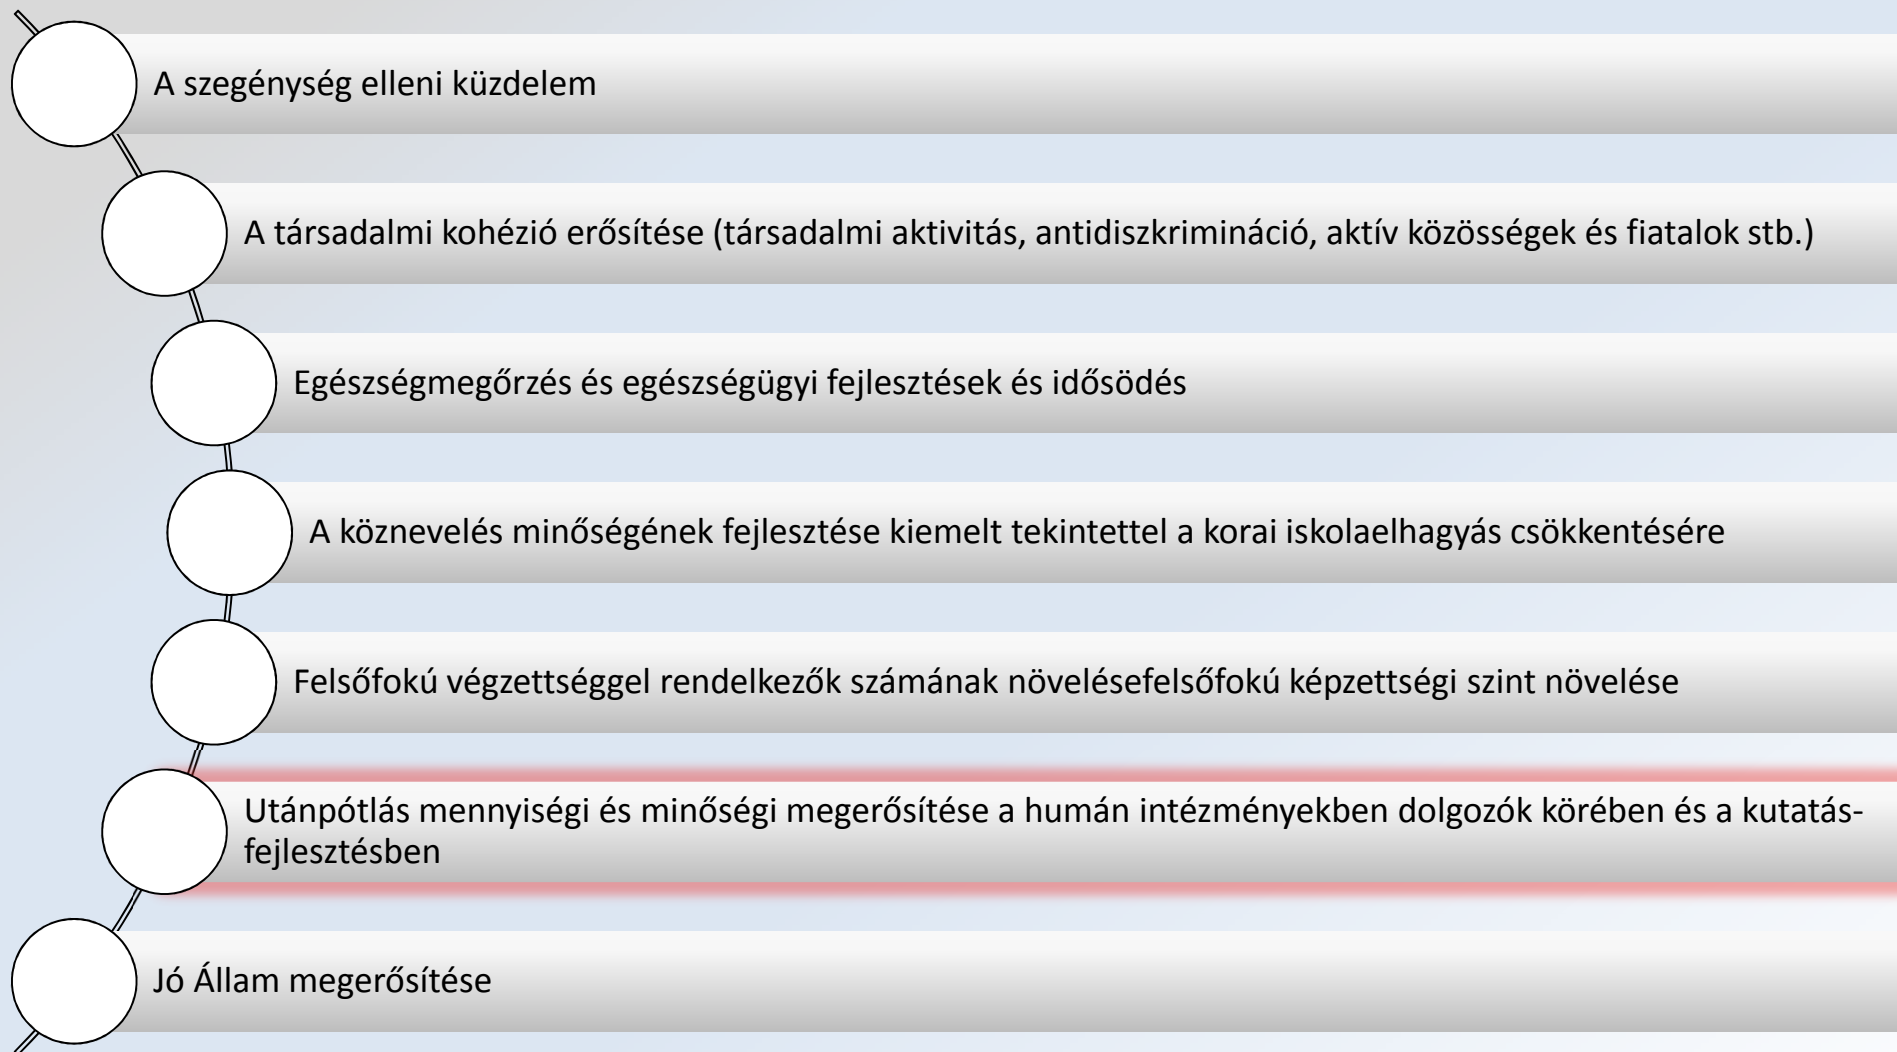 A szegénység elleni küzdelem
A társadalmi kohézió erősítése (társadalmi aktivitás, antidiszkrimináció, aktív közösségek és fiatalok stb.)
Egészségmegőrzés és egészségügyi fejlesztések és idősödés
A köznevelés minőségének fejlesztése kiemelt tekintettel a korai iskolaelhagyás csökkentésére
Felsőfokú végzettséggel rendelkezők számának növelésefelsőfokú képzettségi szint növelése
Utánpótlás mennyiségi és minőségi megerősítése a humán intézményekben dolgozók körében és a kutatás-
fejlesztésben
Jó Állam megerősítése